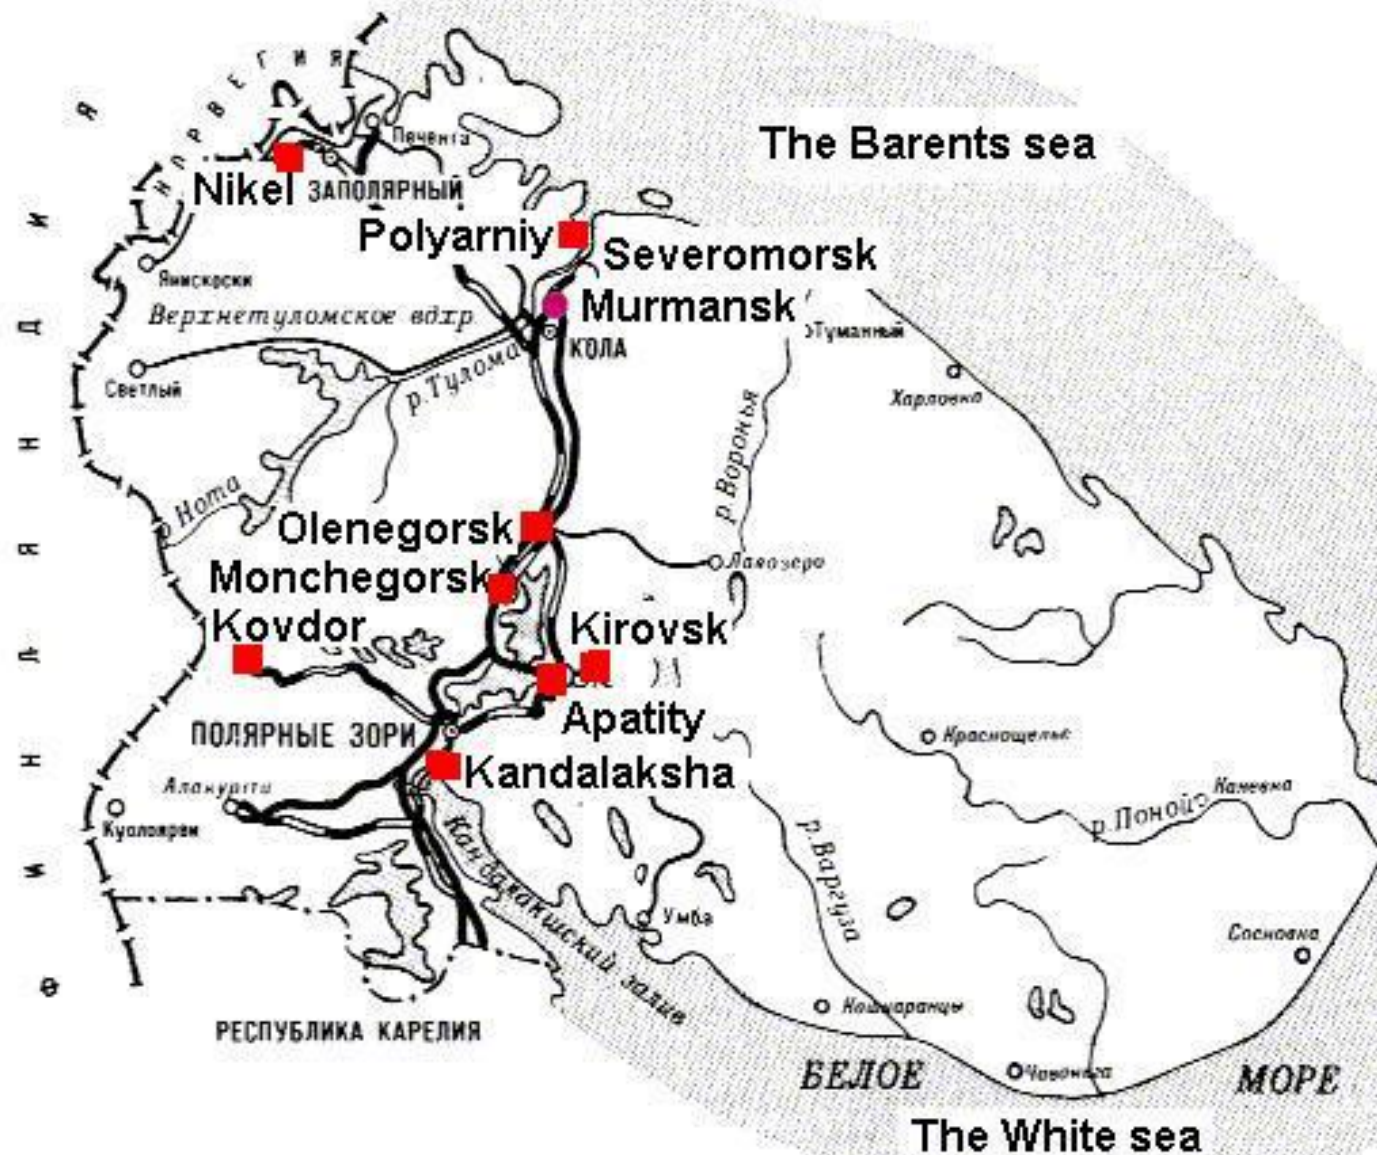 НОРВЕГИЯ
Печенга
The Barents sea
Nikel
ЗАПОЛЯРНЫЙ
Polyarniy
Severomorsk
Янискоски
Murmansk
Верхнетуломское вдхр
Туманный
КОЛА
р.Тулома
Светлый
Харловка
р.Воронья
р Нота
Olenegorsk
Monchegorsk
Ловозеро
Kovdor
Kirovsk
Apatity
ПОЛЯРНЫЕ ЗОРИ
Краснощелье
Kandalaksha
Алакуртти
Каневка
р.Поной
Куолоярви
Кандалакшский залив
р.Варгуза
Умба
Сосновка
Кашкаранцы
РЕСПУБЛИКА КАРЕЛИЯ
Чаваньга
БЕЛОЕ МОРЕ
The White sea
ФИНЛЯНДИЯ